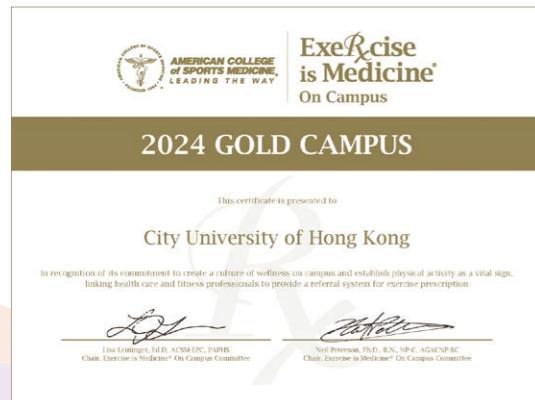 AMERICAN COLLEGE
of SPORTS MEDICINE
LEADING THE WAY
ExeRcise
is Medicine®
On Campus
2024 GOLD CAMPUS
This certificate is presented to
City University of Hong Kong
in recognition of its commitment to create a culture of wellness on campus and establish physical activity as a vital sign,
linking health care and fitness professionals to provide a referral system for exercise prescription
Lisa Leininger, Ed.D, ACSM-EPC, PAPHS
Chair, Exercise is Medicine® On Campus Committee
Neil Peterson, Ph.D., R.N., NP-C, AGACNP-BC
Chair, Exercise is Medicine® On Campus Committee